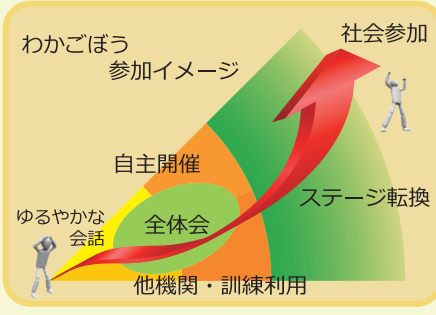 わかごぼう
参加イメージ
社会参加
自主開催
ステージ転換
ゆるやかな
会話
全体会
他機関・訓練利用